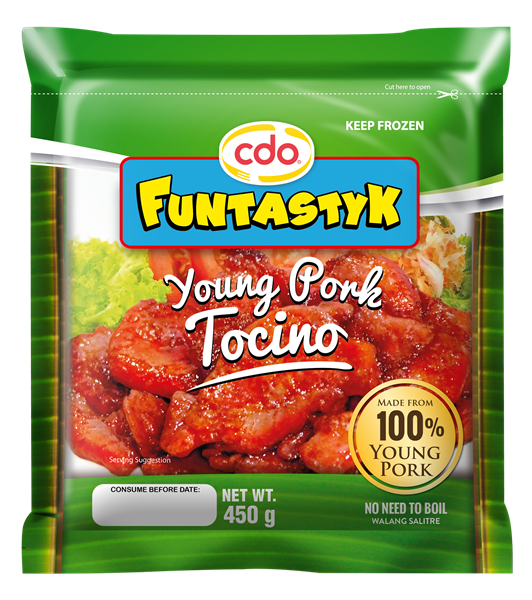 Cut here to open
KEEP FROZEN
cdo®
FUNTASTYK
Young Pork
Tocino
MADE FROM
100%
YOUNG
PORK
Serving Suggestion
CONSUME BEFORE DATE:
NET WT.
450 g
NO NEED TO BOIL
WALANG SALITRE